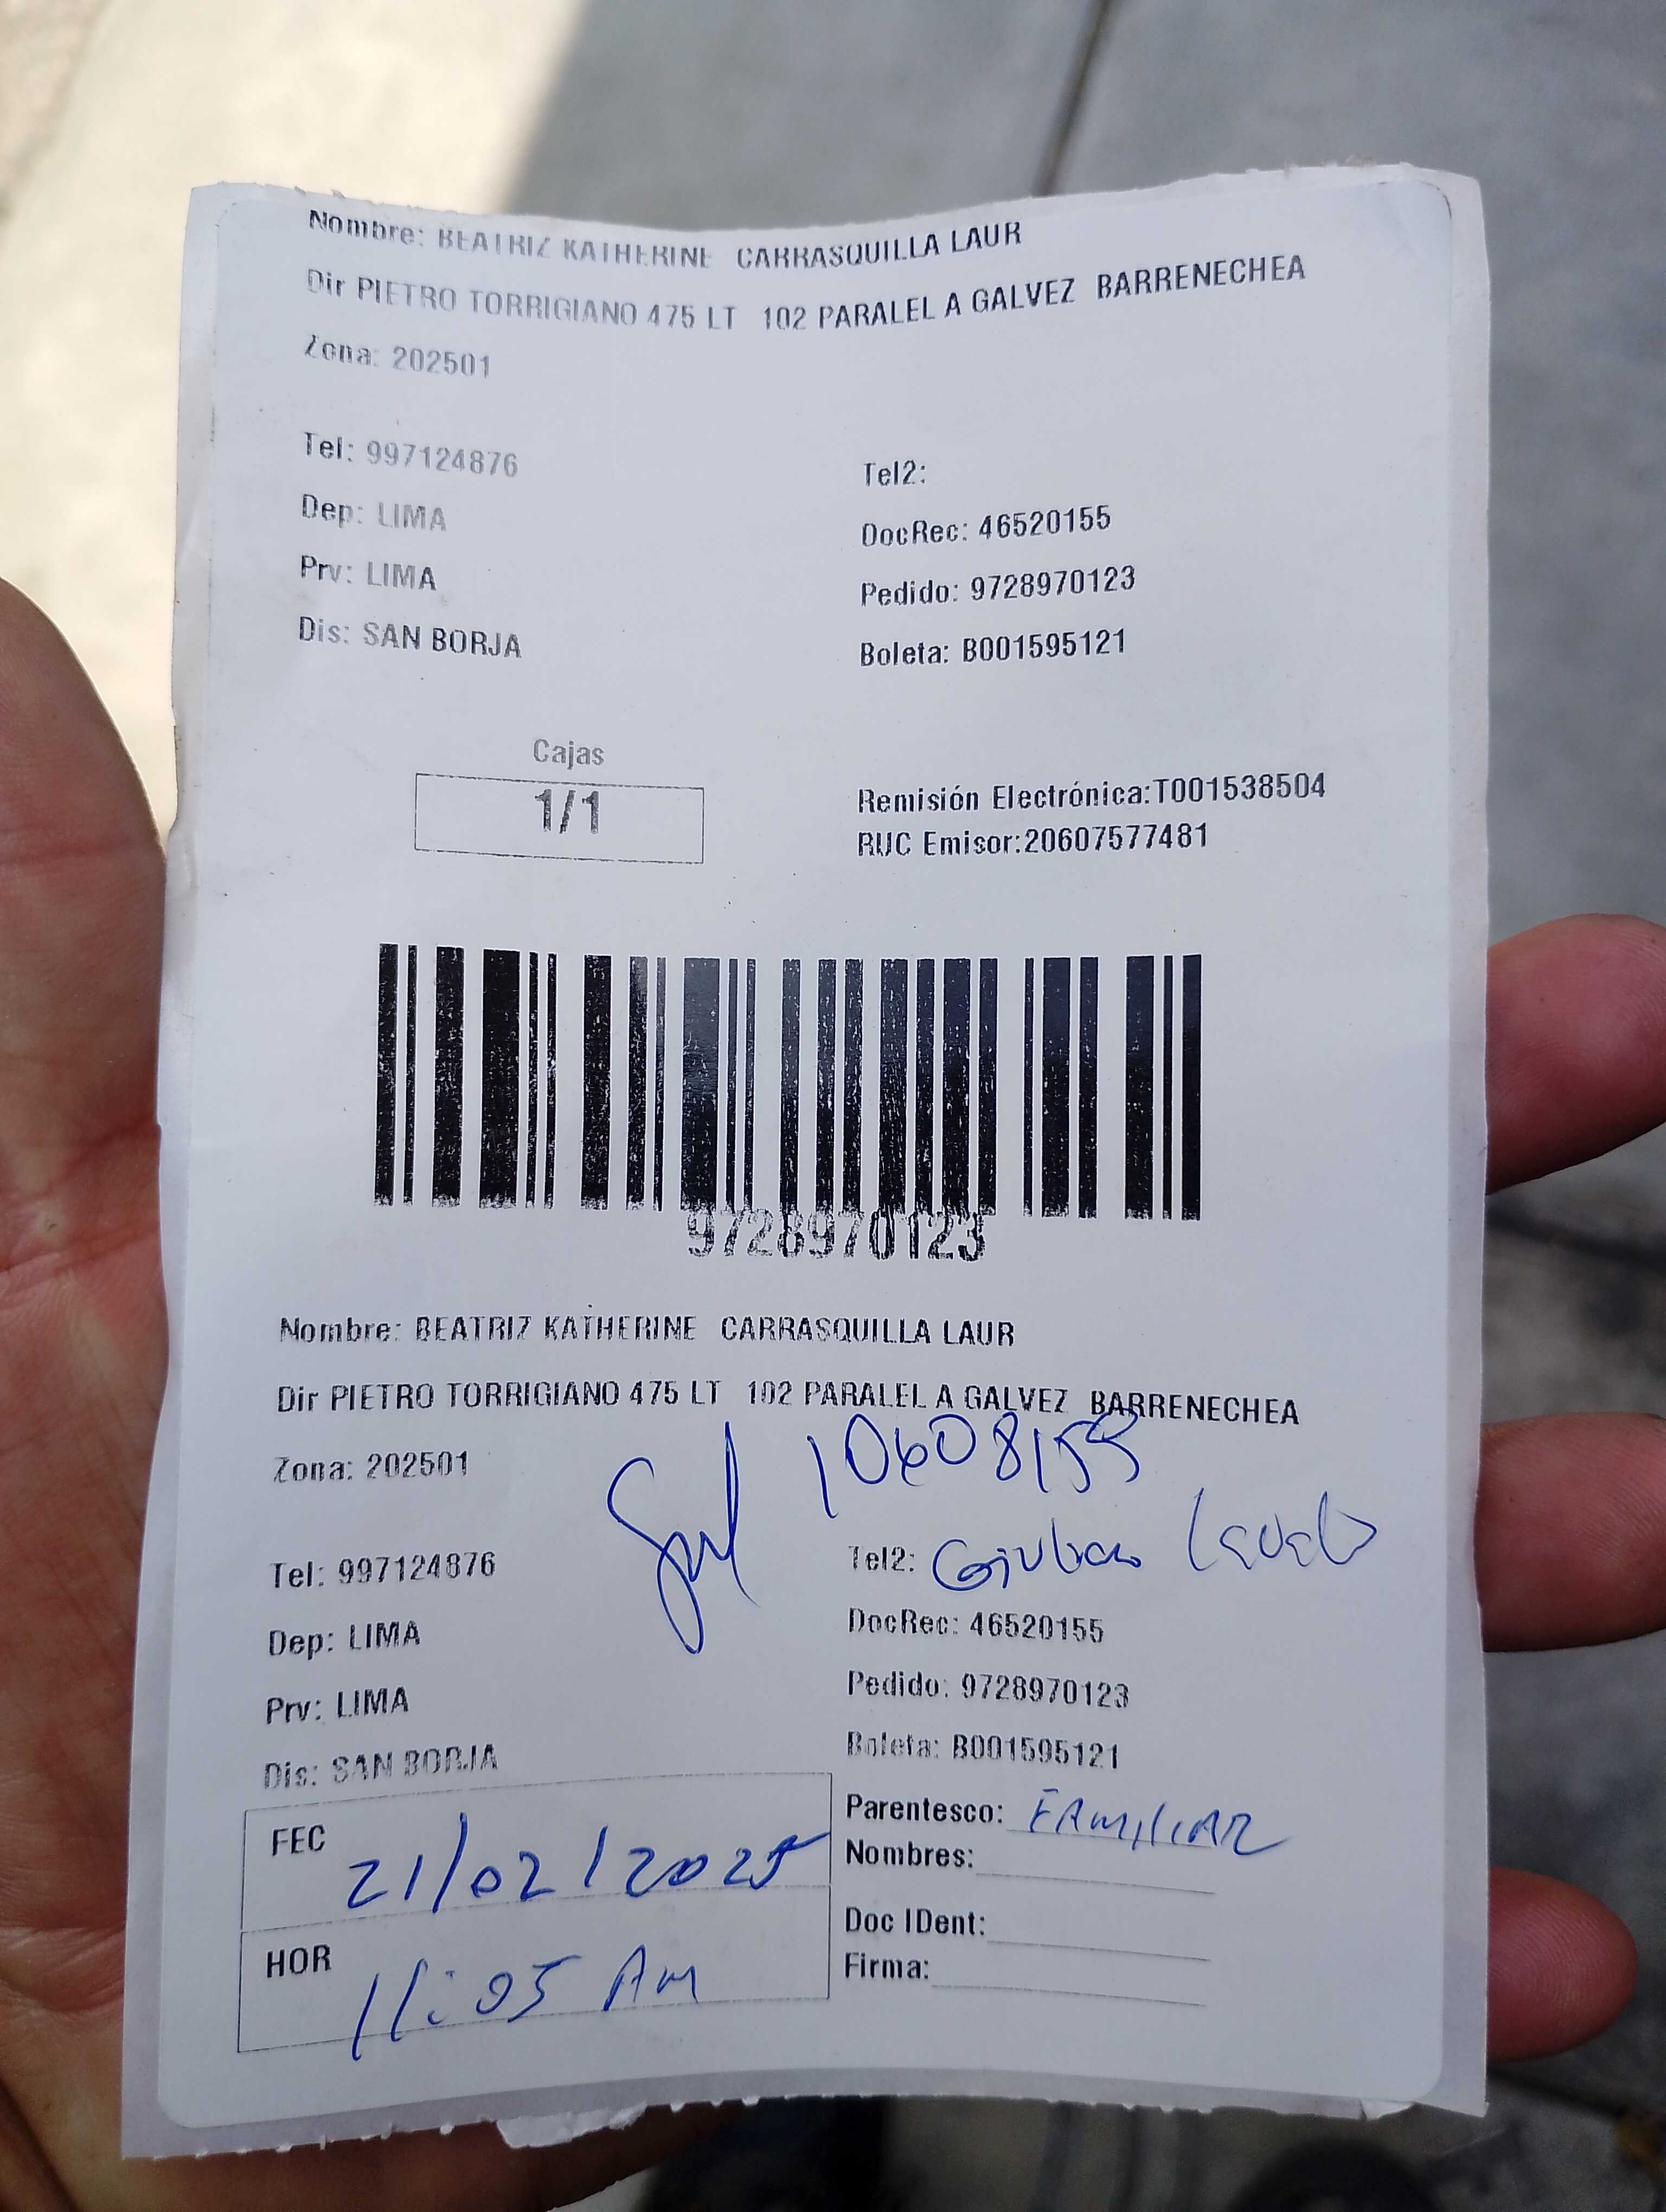 Nombre: BEATRIZ KATHERINE CARRASQUILLA LAUR
Dir PIETRO TORRIGIANO 475 LT 102 PARALEL A GALVEZ BARRENECHEA
Zona: 202501
Tel: 997124876
Tel2:
Dep: LIMA
DocRec: 46520155
Prv: LIMA
Pedido: 9728970123
Dis: SAN BORJA
Boleta: B001595121
Cajas
1/1
Remisión Electrónica:T001538504
RUC Emisor:20607577481
9728970123
Nombre: BEATRIZ KATHERINE CARRASQUILLA LAUR
Dir PIETRO TORRIGIANO 475 LT 102 PARALEL A GALVEZ BARRENECHEA
Zona: 202501
10608155
Tel: 997124876
Tel2:
Dep: LIMA
DocRec: 46520155
Prv: LIMA
Pedido: 9728970123
Dis: SAN BORJA
Boleta: B001595121
FEC 21/02/2025
Parentesco: FAMILIAR
Nombres:
HOR 11:05 AM
Doc IDent:
Firma: